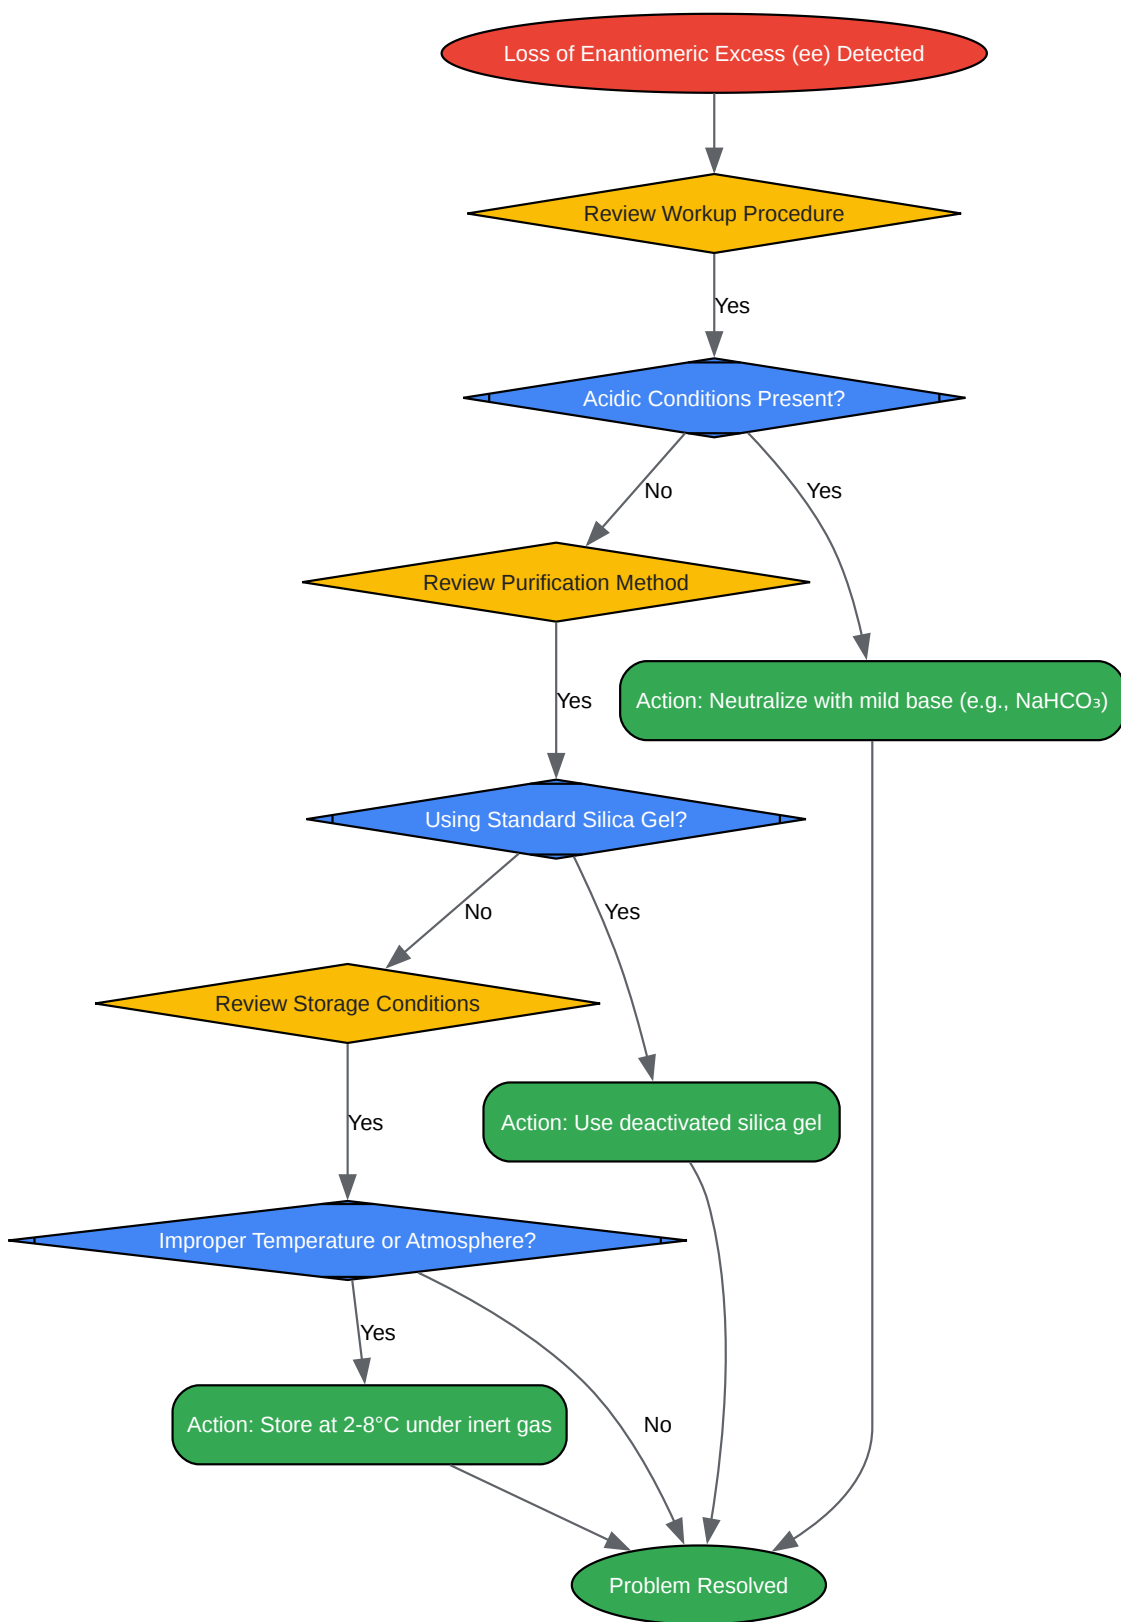 Loss of Enantiomeric Excess (ee) Detected
Review Workup Procedure
Yes
Acidic Conditions Present?
No
Yes
Review Purification Method
Action: Neutralize with mild base (e.g., NaHCO₃)
Yes
Using Standard Silica Gel?
No
Yes
Review Storage Conditions
Action: Use deactivated silica gel
Yes
Improper Temperature or Atmosphere?
Yes
Action: Store at 2-8°C under inert gas
No
Problem Resolved